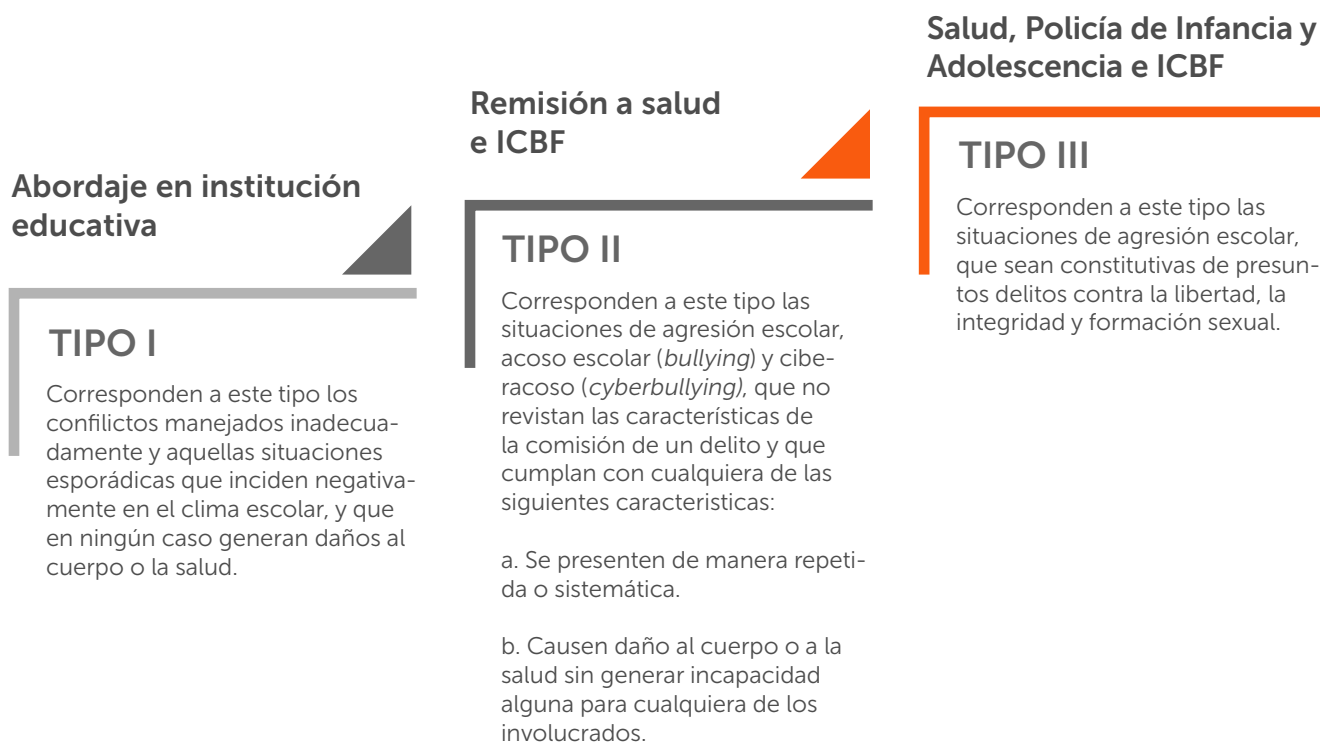 Abordaje en institución
educativa
TIPO I
Corresponden a este tipo los
confilictos manejados inadecua-
damente y aquellas situaciones
esporádicas que inciden negativa-
mente en el clima escolar, y que
en ningún caso generan daños al
cuerpo o la salud.
Remisión a salud
e ICBF
TIPO II
Corresponden a este tipo las
situaciones de agresión escolar,
acoso escolar (bullying) y cibe-
racoso (cyberbullying), que no
revistan las características de
la comisión de un delito y que
cumplan con cualquiera de las
siguientes caracteristicas:
a. Se presenten de manera repeti-
da o sistemática.
b. Causen daño al cuerpo o a la
salud sin generar incapacidad
alguna para cualquiera de los
involucrados.
Salud, Policía de Infancia y
Adolescencia e ICBF
TIPO III
Corresponden a este tipo las
situaciones de agresión escolar,
que sean constitutivas de presun-
tos delitos contra la libertad, la
integridad y formación sexual.